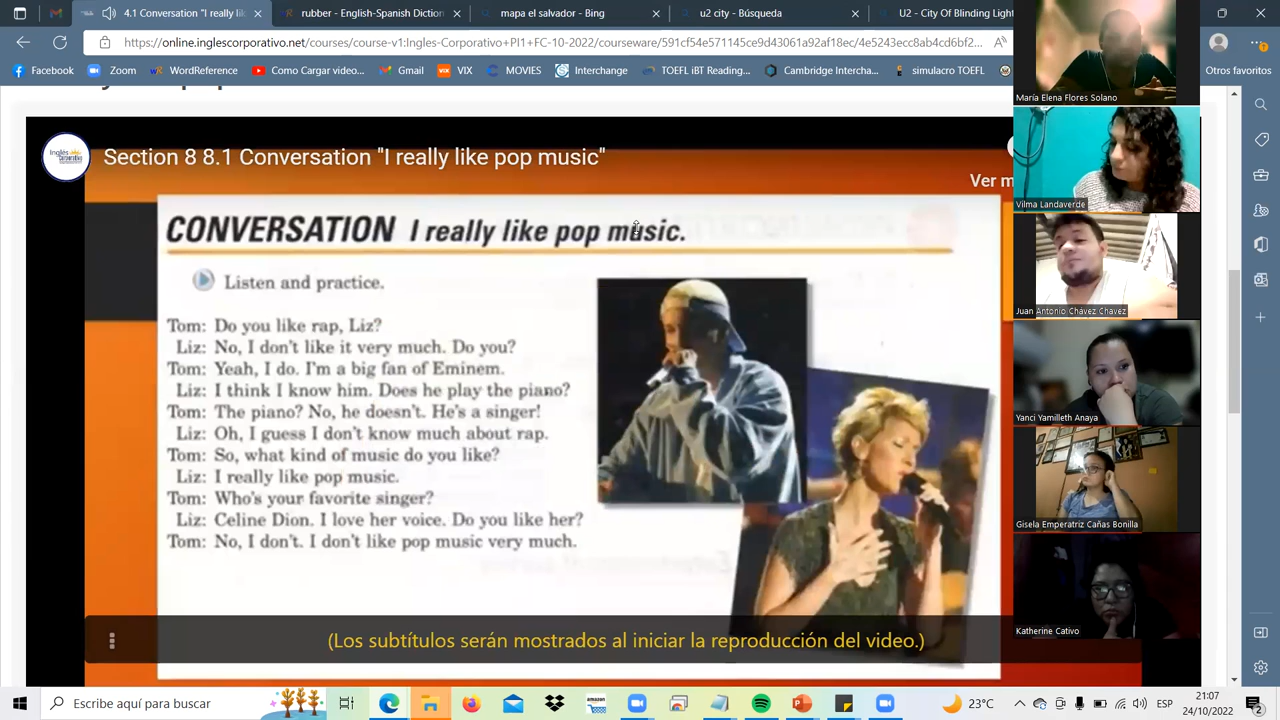 4.1 Conversation "I really lik
rubber - English-Spanish Diction
mapa el salvador - Bing
u2 city - Búsqueda
U2 - City Of Blinding Light
https://online.inglescorporativo.net/courses/course-v1:Ingles-Corporativo+PI1+FC-10-2022/courseware/591cf54e571145ce9d43061a92af18ec/4e5243ecc8ab4cd6bf2...
Facebook
Zoom
WordReference
Como Cargar video...
Gmail
VIX
MOVIES
Interchange
TOEFL iBT Reading...
Cambridge Intercha...
simulacro TOEFL
Otros favoritos
Section 8 8.1 Conversation "I really like pop music"
Ver m
CONVERSATION I really like pop music.
Listen and practice.
Tom: Do you like rap, Liz?
Liz: No, I don't like it very much. Do you?
Tom: Yeah, I do. I'm a big fan of Eminem.
Liz: I think I know him. Does he play the piano?
Tom: The piano? No, he doesn't. He's a singer!
Liz: Oh, I guess I don't know much about rap.
Tom: So, what kind of music do you like?
Liz: I really like pop music.
Tom: Who's your favorite singer?
Liz: Celine Dion. I love her voice. Do you like her?
Tom: No, I don't. I don't like pop music very much.
(Los subtítulos serán mostrados al iniciar la reproducción del video.)
María Elena Flores Solano
Vilma Landaverde
Juan Antonio Chavez Chavez
Yanci Yamilleth Anaya
Gisela Emperatriz Cañas Bonilla
Katherine Cativo
Escribe aquí para buscar
23°C
ESP
21:07
24/10/2022
2